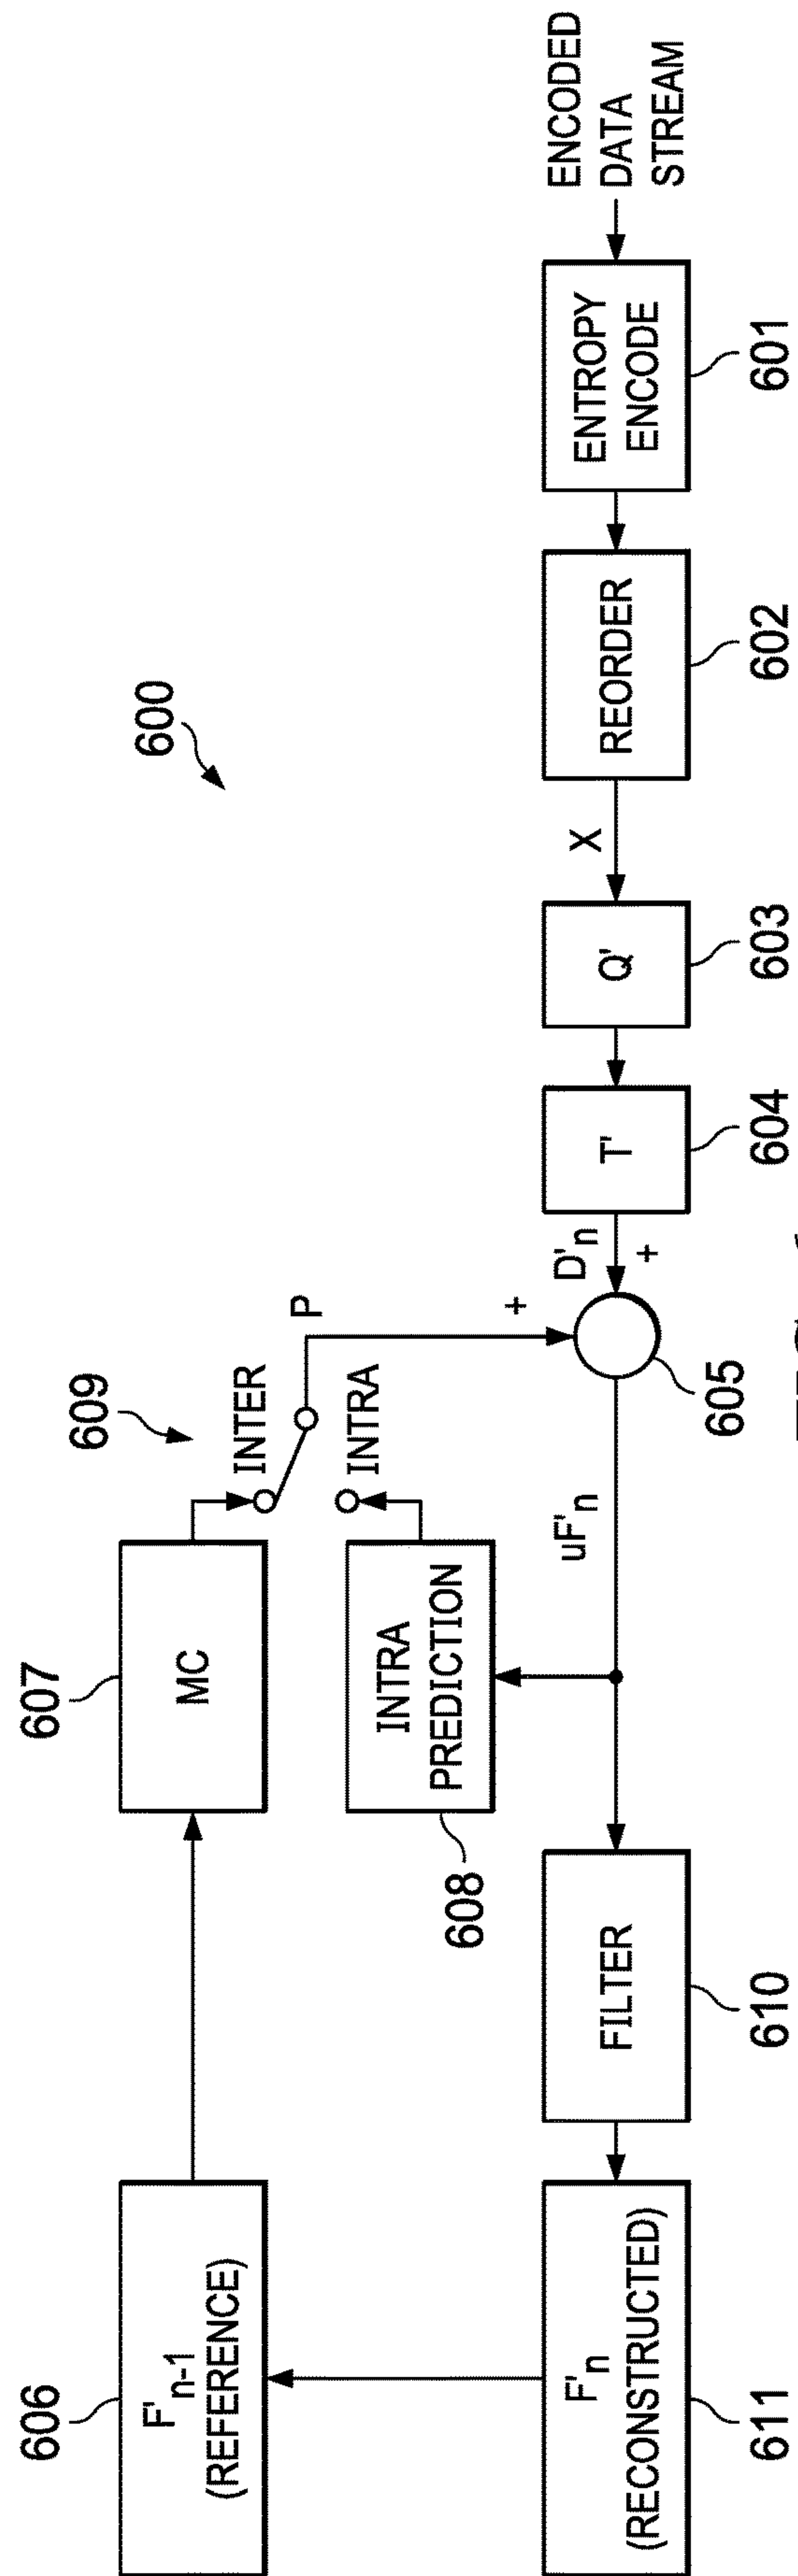 600
606
F'n-1
(REFERENCE)
607
MC
609
INTER
P
INTRA
608
INTRA
PREDICTION
+
F'n
(RECONSTRUCTED)
611
FILTER
610
uF'n
605
D'n
+
T'
604
Q'
603
X
REORDER
602
ENTROPY
ENCODE
601
ENCODED
DATA
STREAM